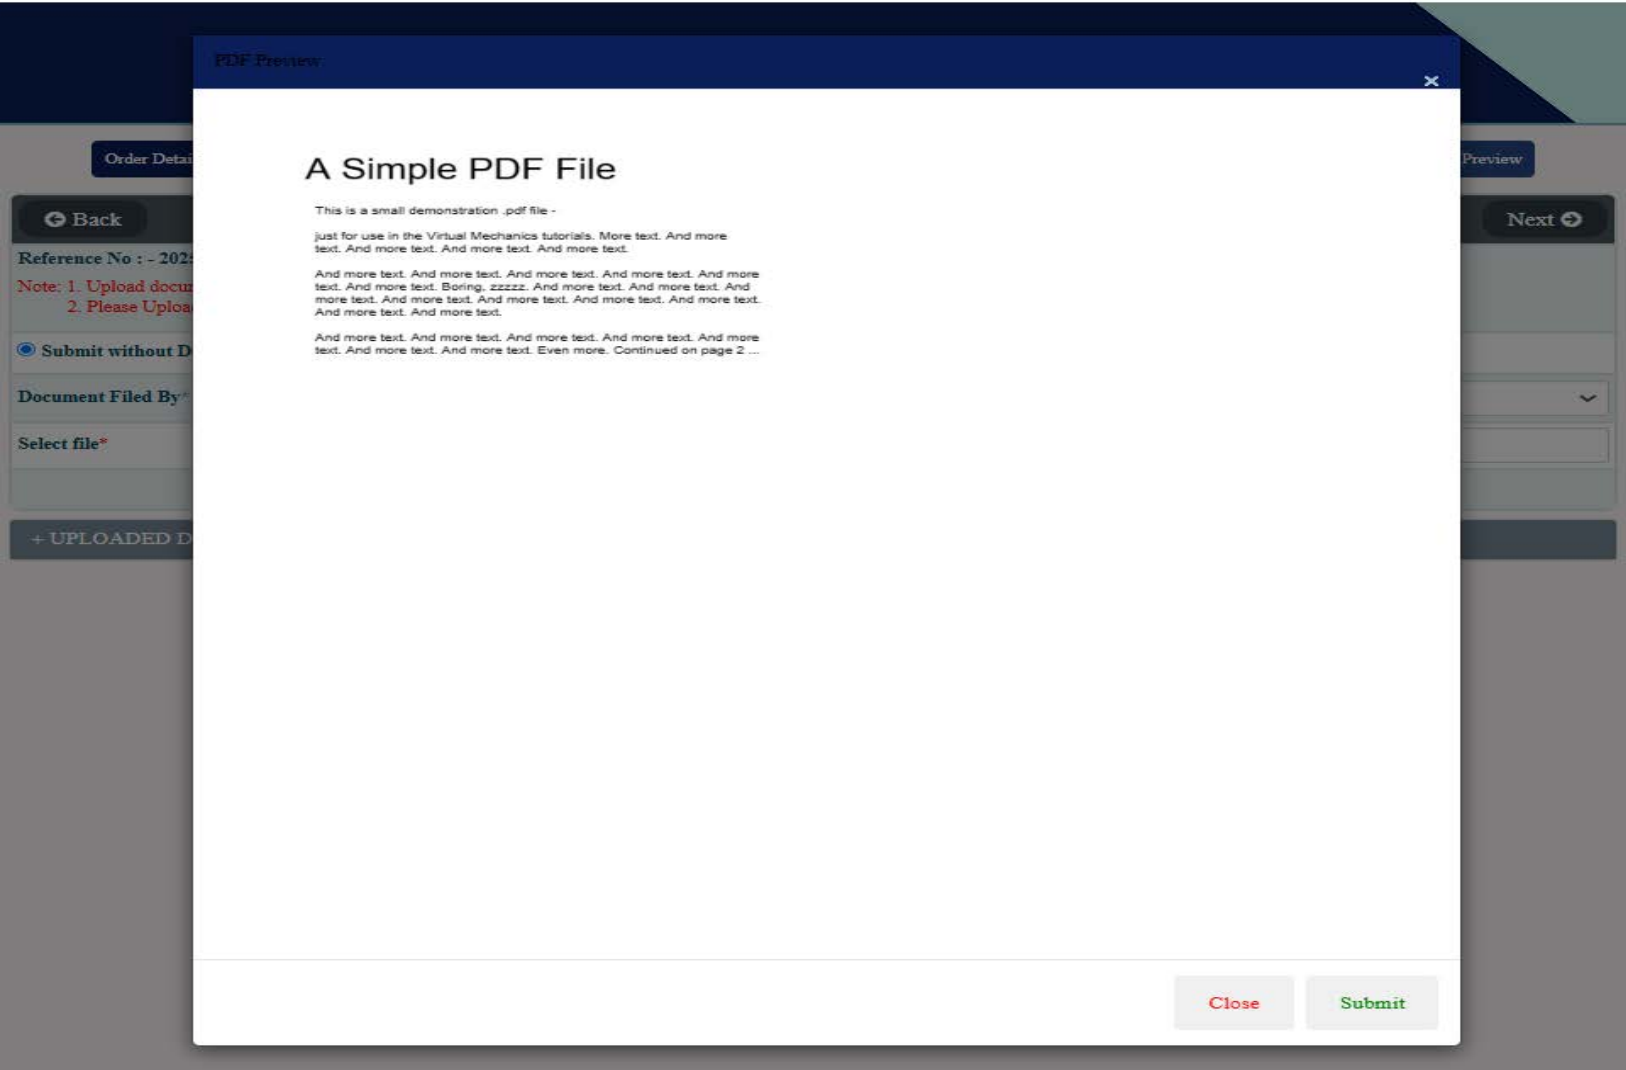 PDF Preview
×
Order Detai
Preview
Back
Next
Reference No : - 202
Note: 1. Upload docu
2. Please Uploa
Submit without D
Document Filed By*
Select file*
+ UPLOADED D
A Simple PDF File
This is a small demonstration .pdf file -
just for use in the Virtual Mechanics tutorials. More text. And more
text. And more text. And more text. And more text.
And more text. And more text. And more text. And more text. And more
text. And more text. Boring, zzzzz. And more text. And more text. And
more text. And more text. And more text. And more text. And more text.
And more text. And more text.
And more text. And more text. And more text. And more text. And more
text. And more text. And more text. Even more. Continued on page 2 ...
Close
Submit